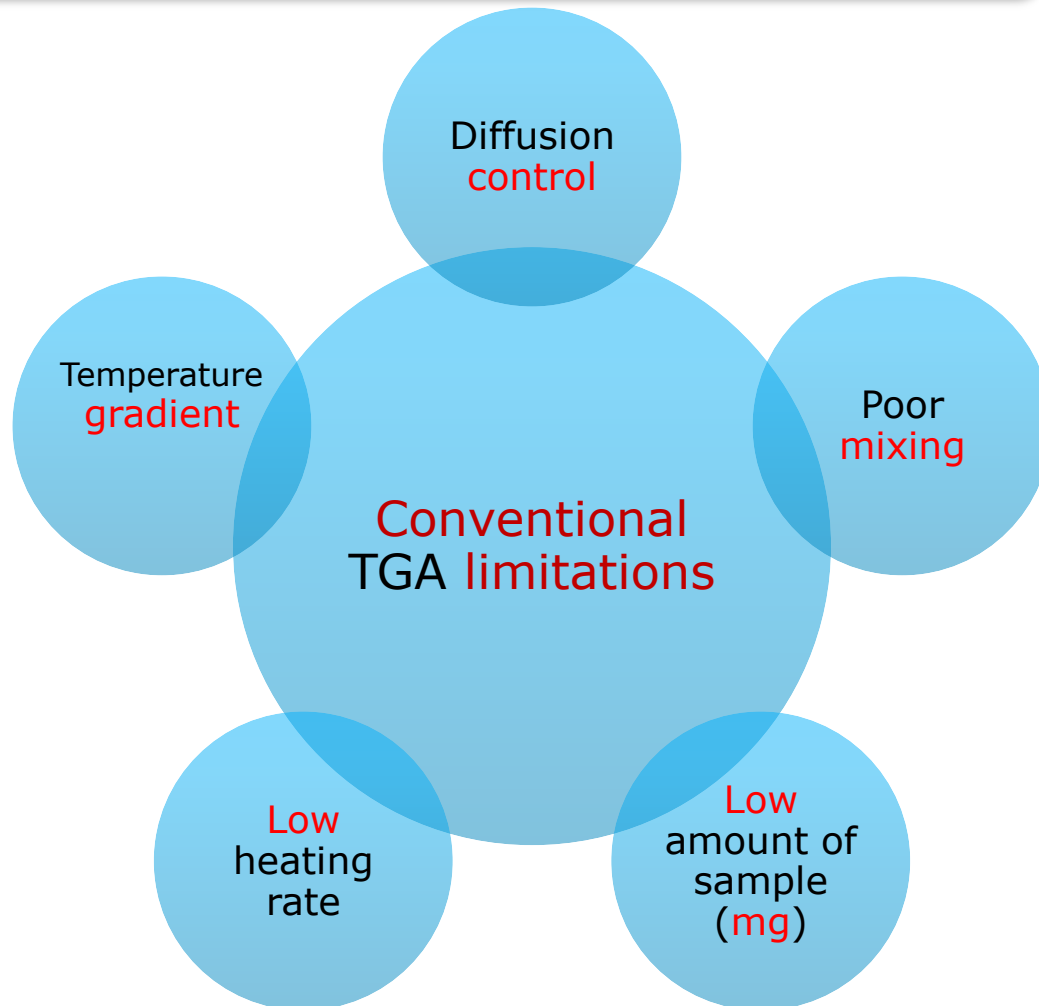 Diffusion
control
Temperature
gradient
Poor
mixing
Conventional
TGA limitations
Low
heating
rate
Low
amount of
sample
(mg)